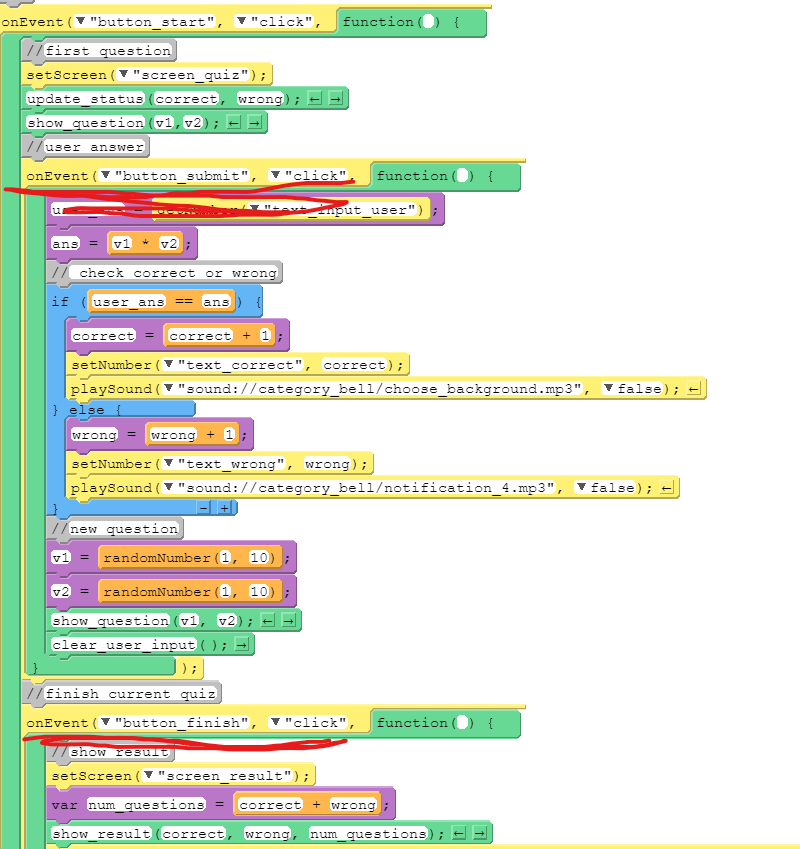 onEvent(▼"button_start", ▼"click", function( ) {
//first question
setScreen(▼"screen_quiz");
update_status(correct, wrong); ← →
show_question(v1,v2); ← →
//user answer
onEvent(▼"button_submit", ▼"click", function( ) {
= getNumber(▼"text_input_user");
ans = v1 * v2;
// check correct or wrong
if (user_ans == ans) {
correct = correct + 1;
setNumber(▼"text_correct", correct);
playSound(▼"sound://category_bell/choose_background.mp3", ▼false); ←
} else {
wrong = wrong + 1;
setNumber(▼"text_wrong", wrong);
playSound(▼"sound://category_bell/notification_4.mp3", ▼false); ←
} - +
//new question
v1 = randomNumber(1, 10);
v2 = randomNumber(1, 10);
show_question(v1, v2); ← →
clear_user_input(); →
} );
//finish current quiz
onEvent(▼"button_finish", ▼"click", function( ) {
//show result
setScreen(▼"screen_result");
var num_questions = correct + wrong;
show_result(correct, wrong, num_questions); ← →